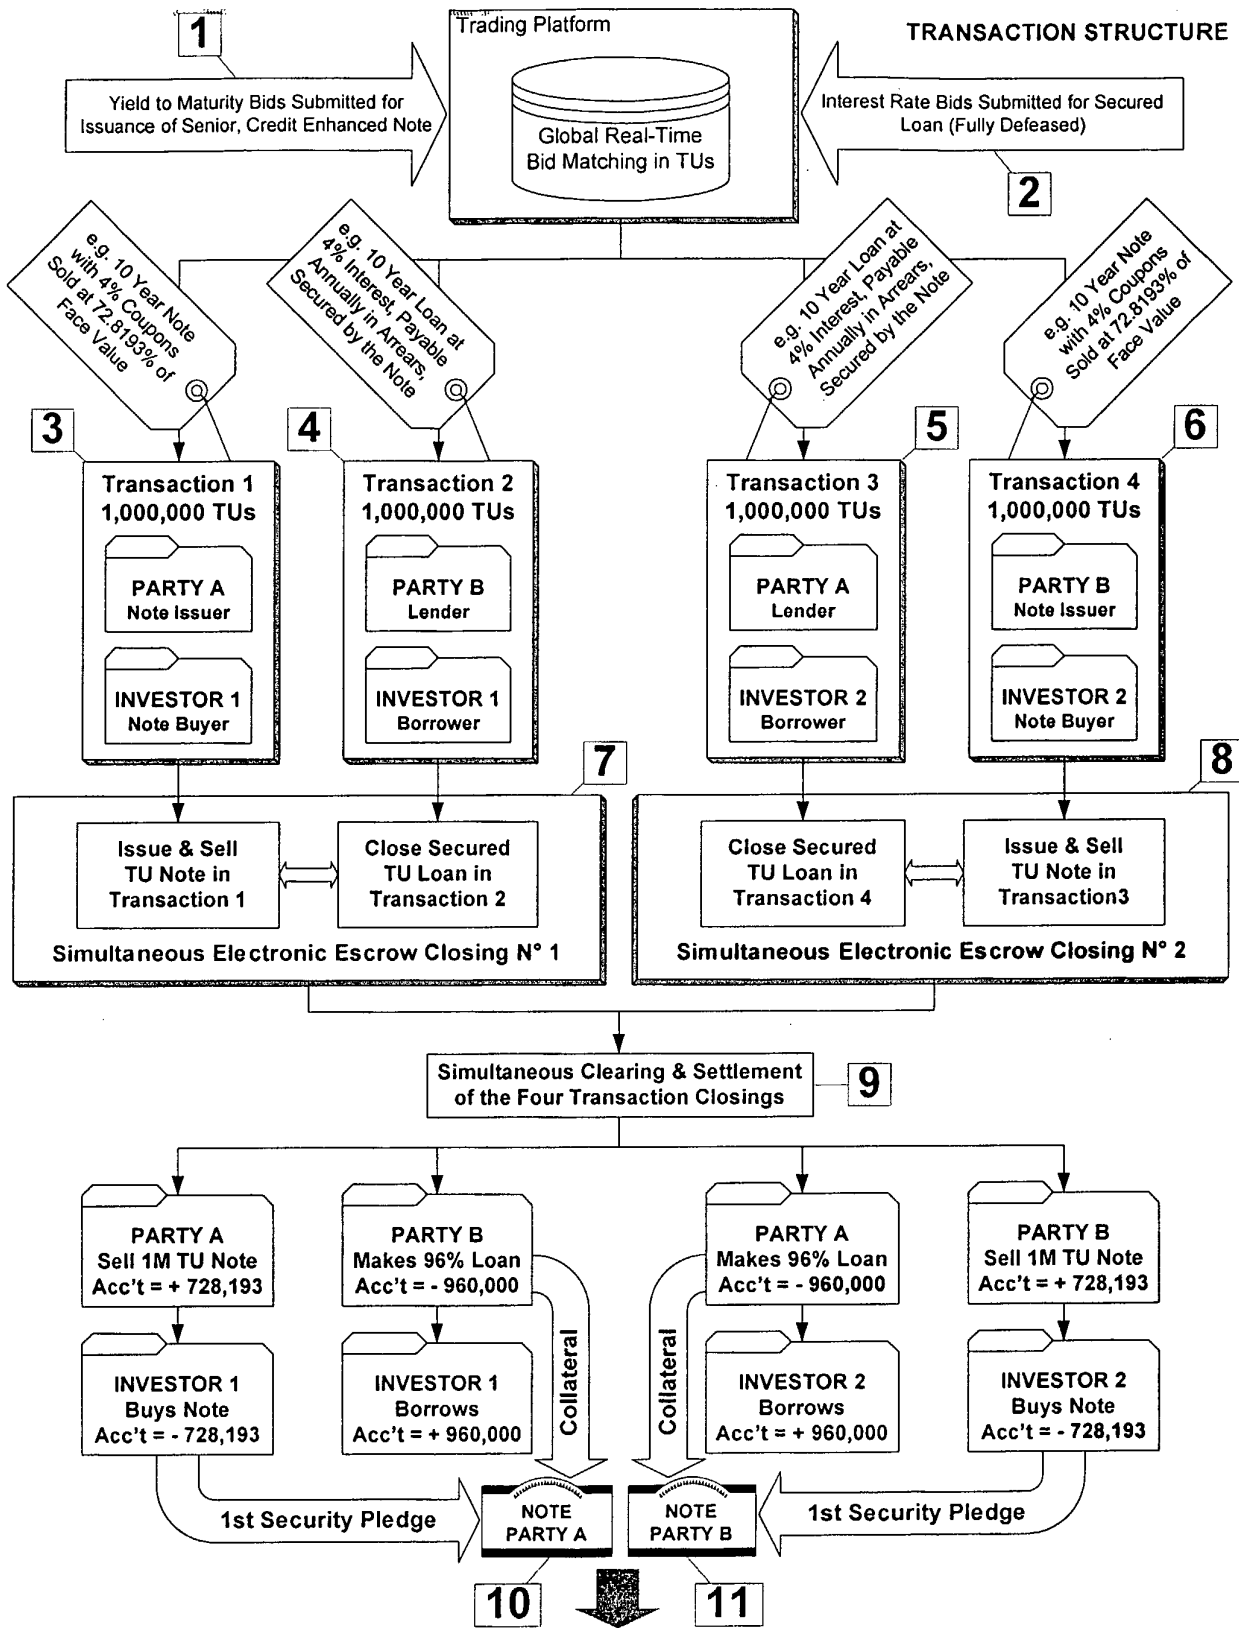 1
Trading Platform
TRANSACTION STRUCTURE
Yield to Maturity Bids Submitted for
Issuance of Senior, Credit Enhanced Note
Global Real-Time
Bid Matching in TUs
Interest Rate Bids Submitted for Secured
Loan (Fully Defeased)
2
e.g. 10 Year Note
with 4% Coupons
Sold at 72.8193% of
Face Value
e.g. 10 Year Loan at
4% Interest, Payable
Annually in Arrears,
Secured by the Note
e.g. 10 Year Loan at
4% Interest, Payable
Annually in Arrears,
Secured by the Note
e.g. 10 Year Note
with 4% Coupons
Sold at 72.8193% of
Face Value
3
4
5
6
Transaction 1
1,000,000 TUs
PARTY A
Note Issuer
INVESTOR 1
Note Buyer
Transaction 2
1,000,000 TUs
PARTY B
Lender
INVESTOR 1
Borrower
Transaction 3
1,000,000 TUs
PARTY A
Lender
INVESTOR 2
Borrower
Transaction 4
1,000,000 TUs
PARTY B
Note Issuer
INVESTOR 2
Note Buyer
7
8
Issue & Sell
TU Note in
Transaction 1
Close Secured
TU Loan in
Transaction 2
Simultaneous Electronic Escrow Closing N° 1
Close Secured
TU Loan in
Transaction 4
Issue & Sell
TU Note in
Transaction3
Simultaneous Electronic Escrow Closing N° 2
Simultaneous Clearing & Settlement
of the Four Transaction Closings
9
PARTY A
Sell 1M TU Note
Acc't = + 728,193
PARTY B
Makes 96% Loan
Acc't = - 960,000
PARTY A
Makes 96% Loan
Acc't = - 960,000
PARTY B
Sell 1M TU Note
Acc't = + 728,193
INVESTOR 1
Buys Note
Acc't = - 728,193
INVESTOR 1
Borrows
Acc't = + 960,000
Collateral
Collateral
INVESTOR 2
Borrows
Acc't = + 960,000
INVESTOR 2
Buys Note
Acc't = - 728,193
1st Security Pledge
NOTE
PARTY A
NOTE
PARTY B
1st Security Pledge
10
11